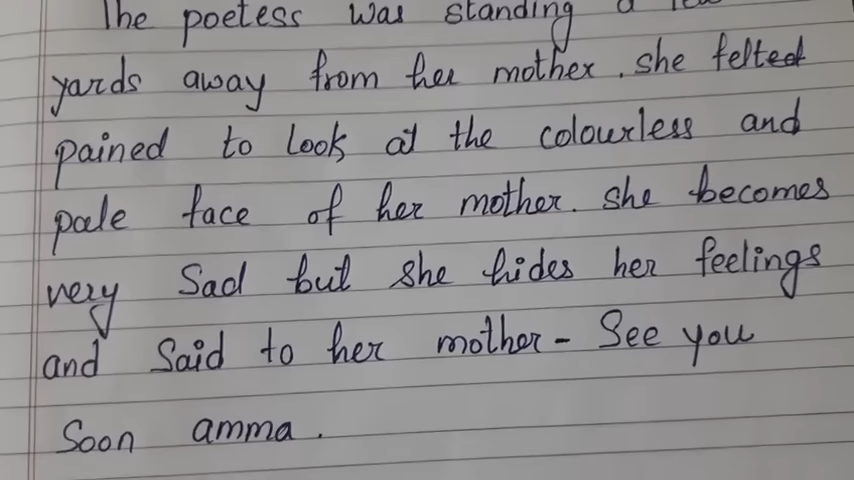 The poetess was standing a few
yards away from her mother. she felted
pained to look at the colourless and
pale face of her mother. she becomes
very Sad but she hides her feelings
and Said to her mother - See you
Soon amma.